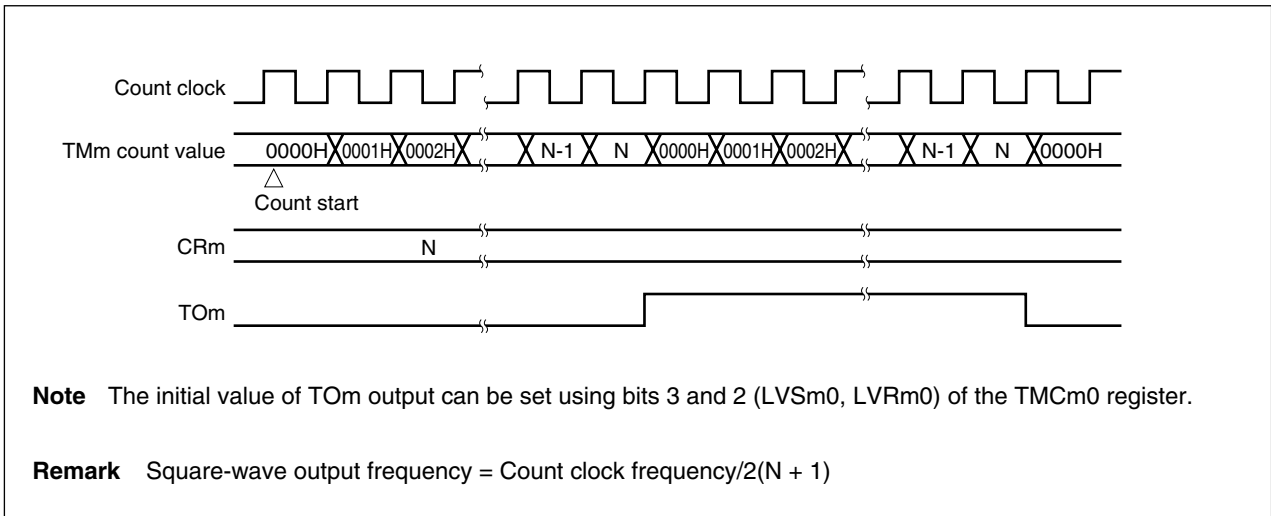 Count clock
TMm count value 0000H 0001H 0002H N-1 N 0000H 0001H 0002H N-1 N 0000H
Count start
CRm N
TOm
Note The initial value of TOm output can be set using bits 3 and 2 (LVSm0, LVRm0) of the TMCm0 register.
Remark Square-wave output frequency = Count clock frequency/2(N + 1)